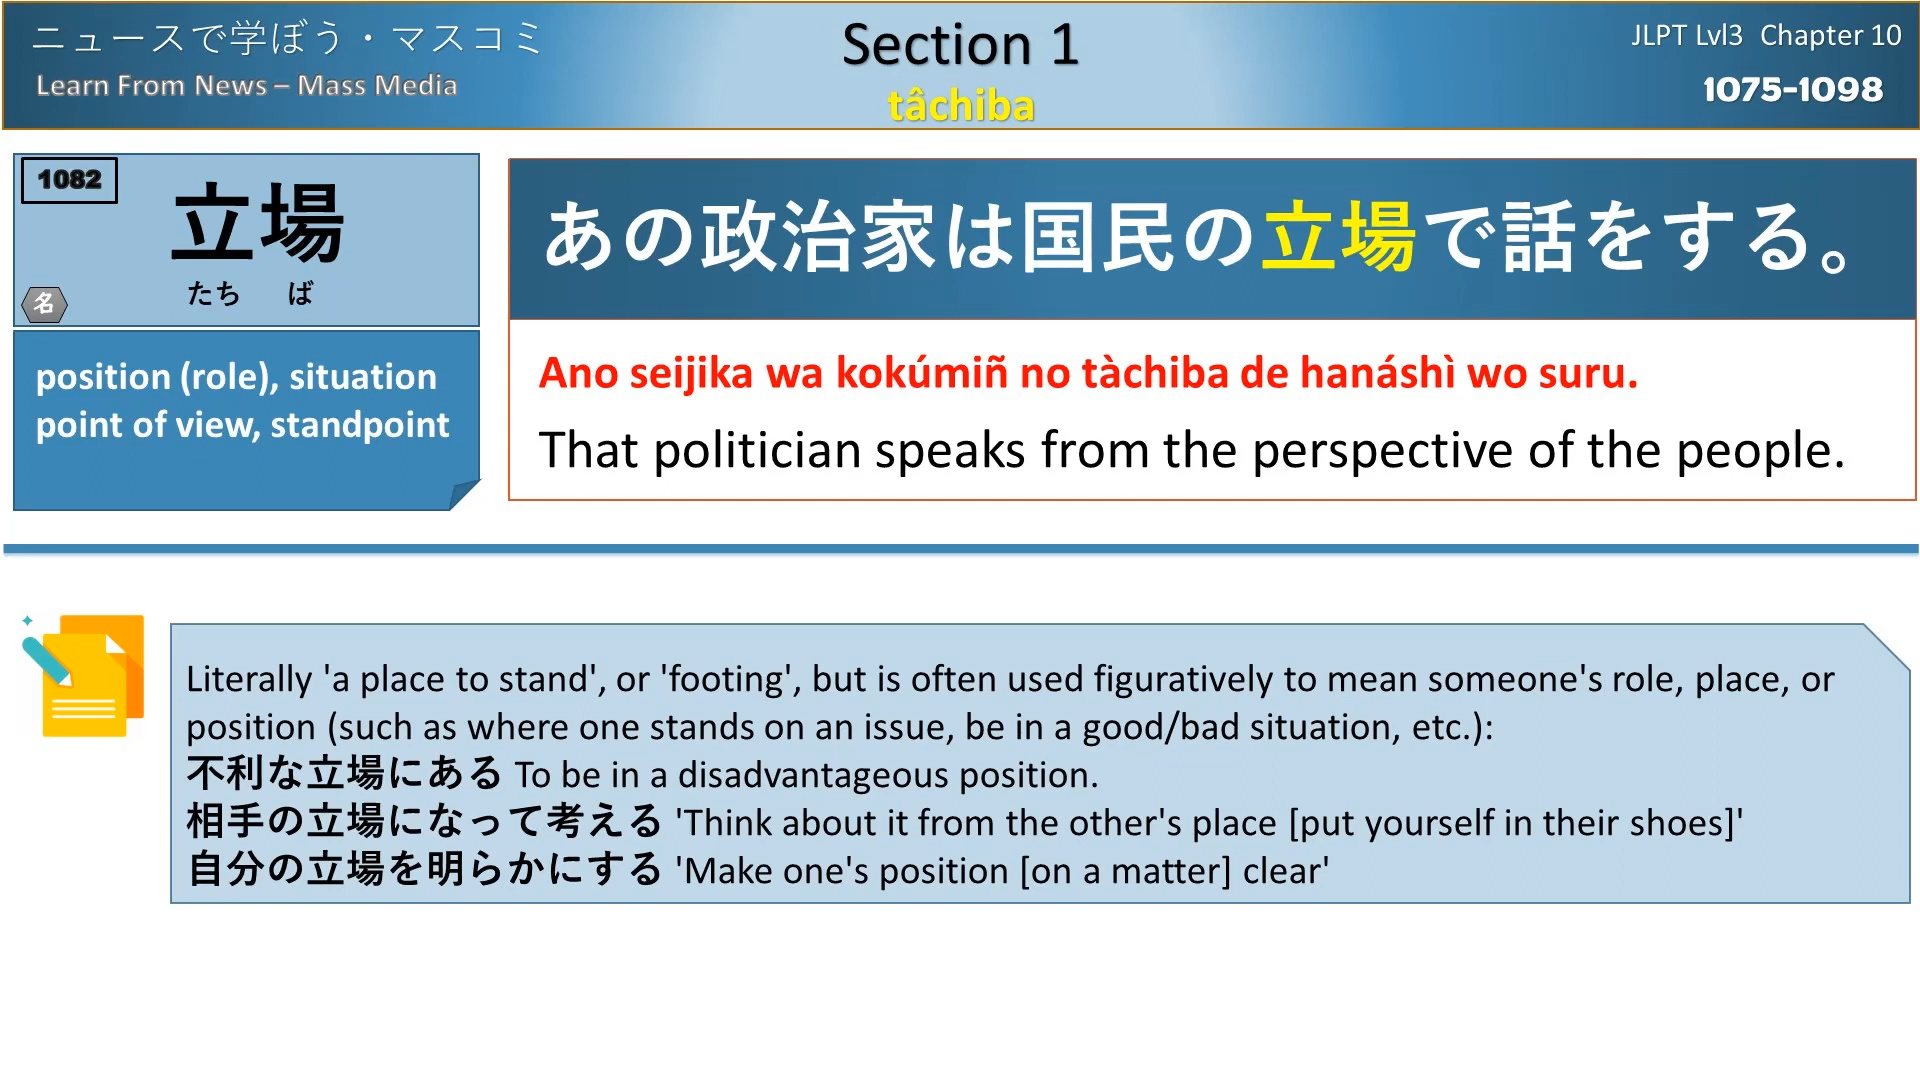 ニュースで学ぼう・マスコミ
Learn From News – Mass Media
Section 1
tâchiba
JLPT Lvl3 Chapter 10
1075-1098
1082
立場
たち ば
名
position (role), situation
point of view, standpoint
あの政治家は国民の立場で話をする。
Ano seijika wa kokúmiñ no tàchiba de hanáshì wo suru.
That politician speaks from the perspective of the people.
Literally 'a place to stand', or 'footing', but is often used figuratively to mean someone's role, place, or
position (such as where one stands on an issue, be in a good/bad situation, etc.):
不利な立場にある To be in a disadvantageous position.
相手の立場になって考える 'Think about it from the other's place [put yourself in their shoes]'
自分の立場を明らかにする 'Make one's position [on a matter] clear'